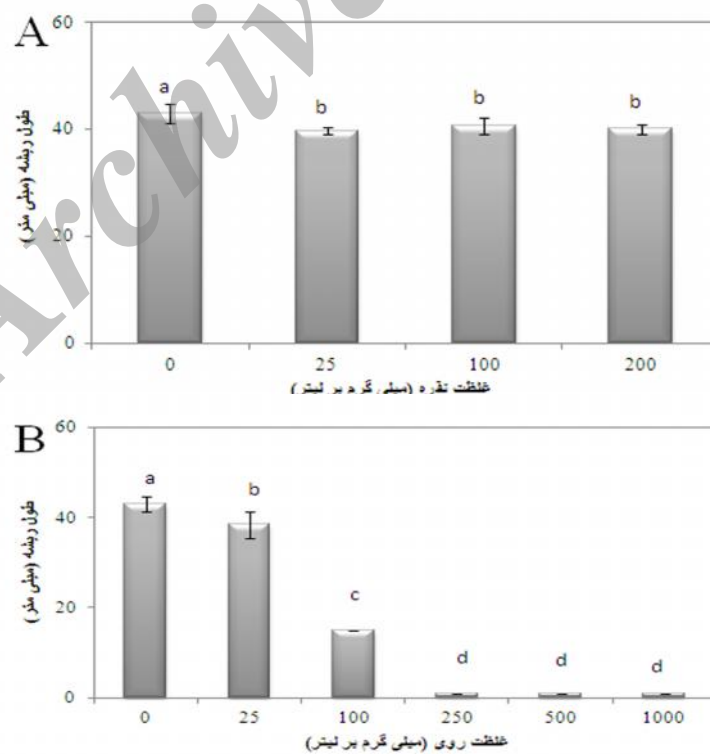 Archive
A
60
40
20
0
طول ریشه (میلی متر)
a
b
b
b
0 25 100 200
غلظت نقره (میلی گرم بر لیتر)
B
60
40
20
0
طول ریشه (میلی متر)
a
b
c
d
d
d
0 25 100 250 500 1000
غلظت روی (میلی گرم بر لیتر)